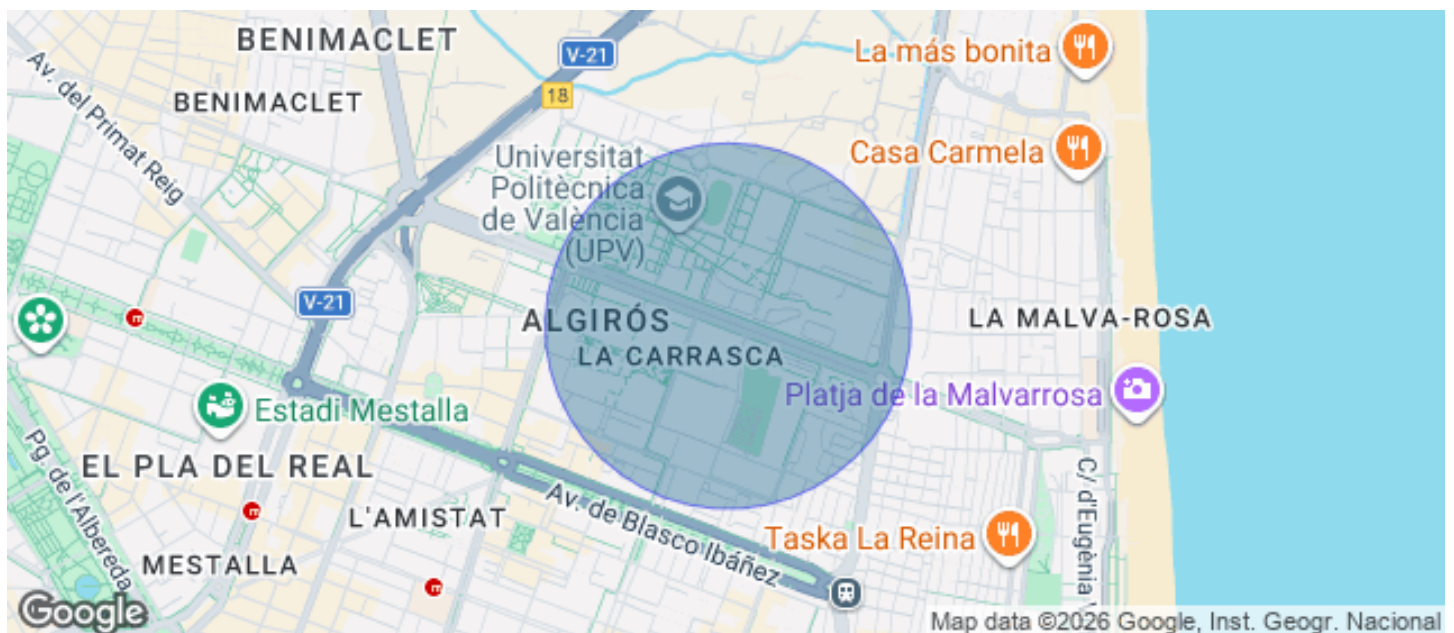 BENIMACLET
V-21
La más bonita
Av. del Primat Reig
18
BENIMACLET
Casa Carmela
Universitat
Politècnica
de València
(UPV)
V-21
ALGIRÓS
LA MALVA-ROSA
LA CARRASCA
Platja de la Malvarrosa
Estadi Mestalla
EL PLA DEL REAL
Pg. de l'Albereda
L'AMISTAT
Av. de Blasco Ibáñez
C/ d'Eugènia V
Taska La Reina
MESTALLA
Google
Map data ©2026 Google, Inst. Geogr. Nacional